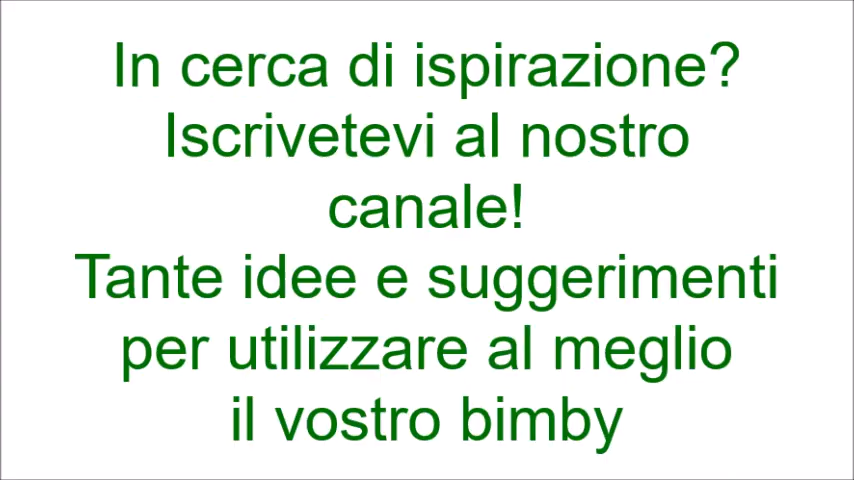 In cerca di ispirazione?
Iscrivetevi al nostro
canale!
Tante idee e suggerimenti
per utilizzare al meglio
il vostro bimby